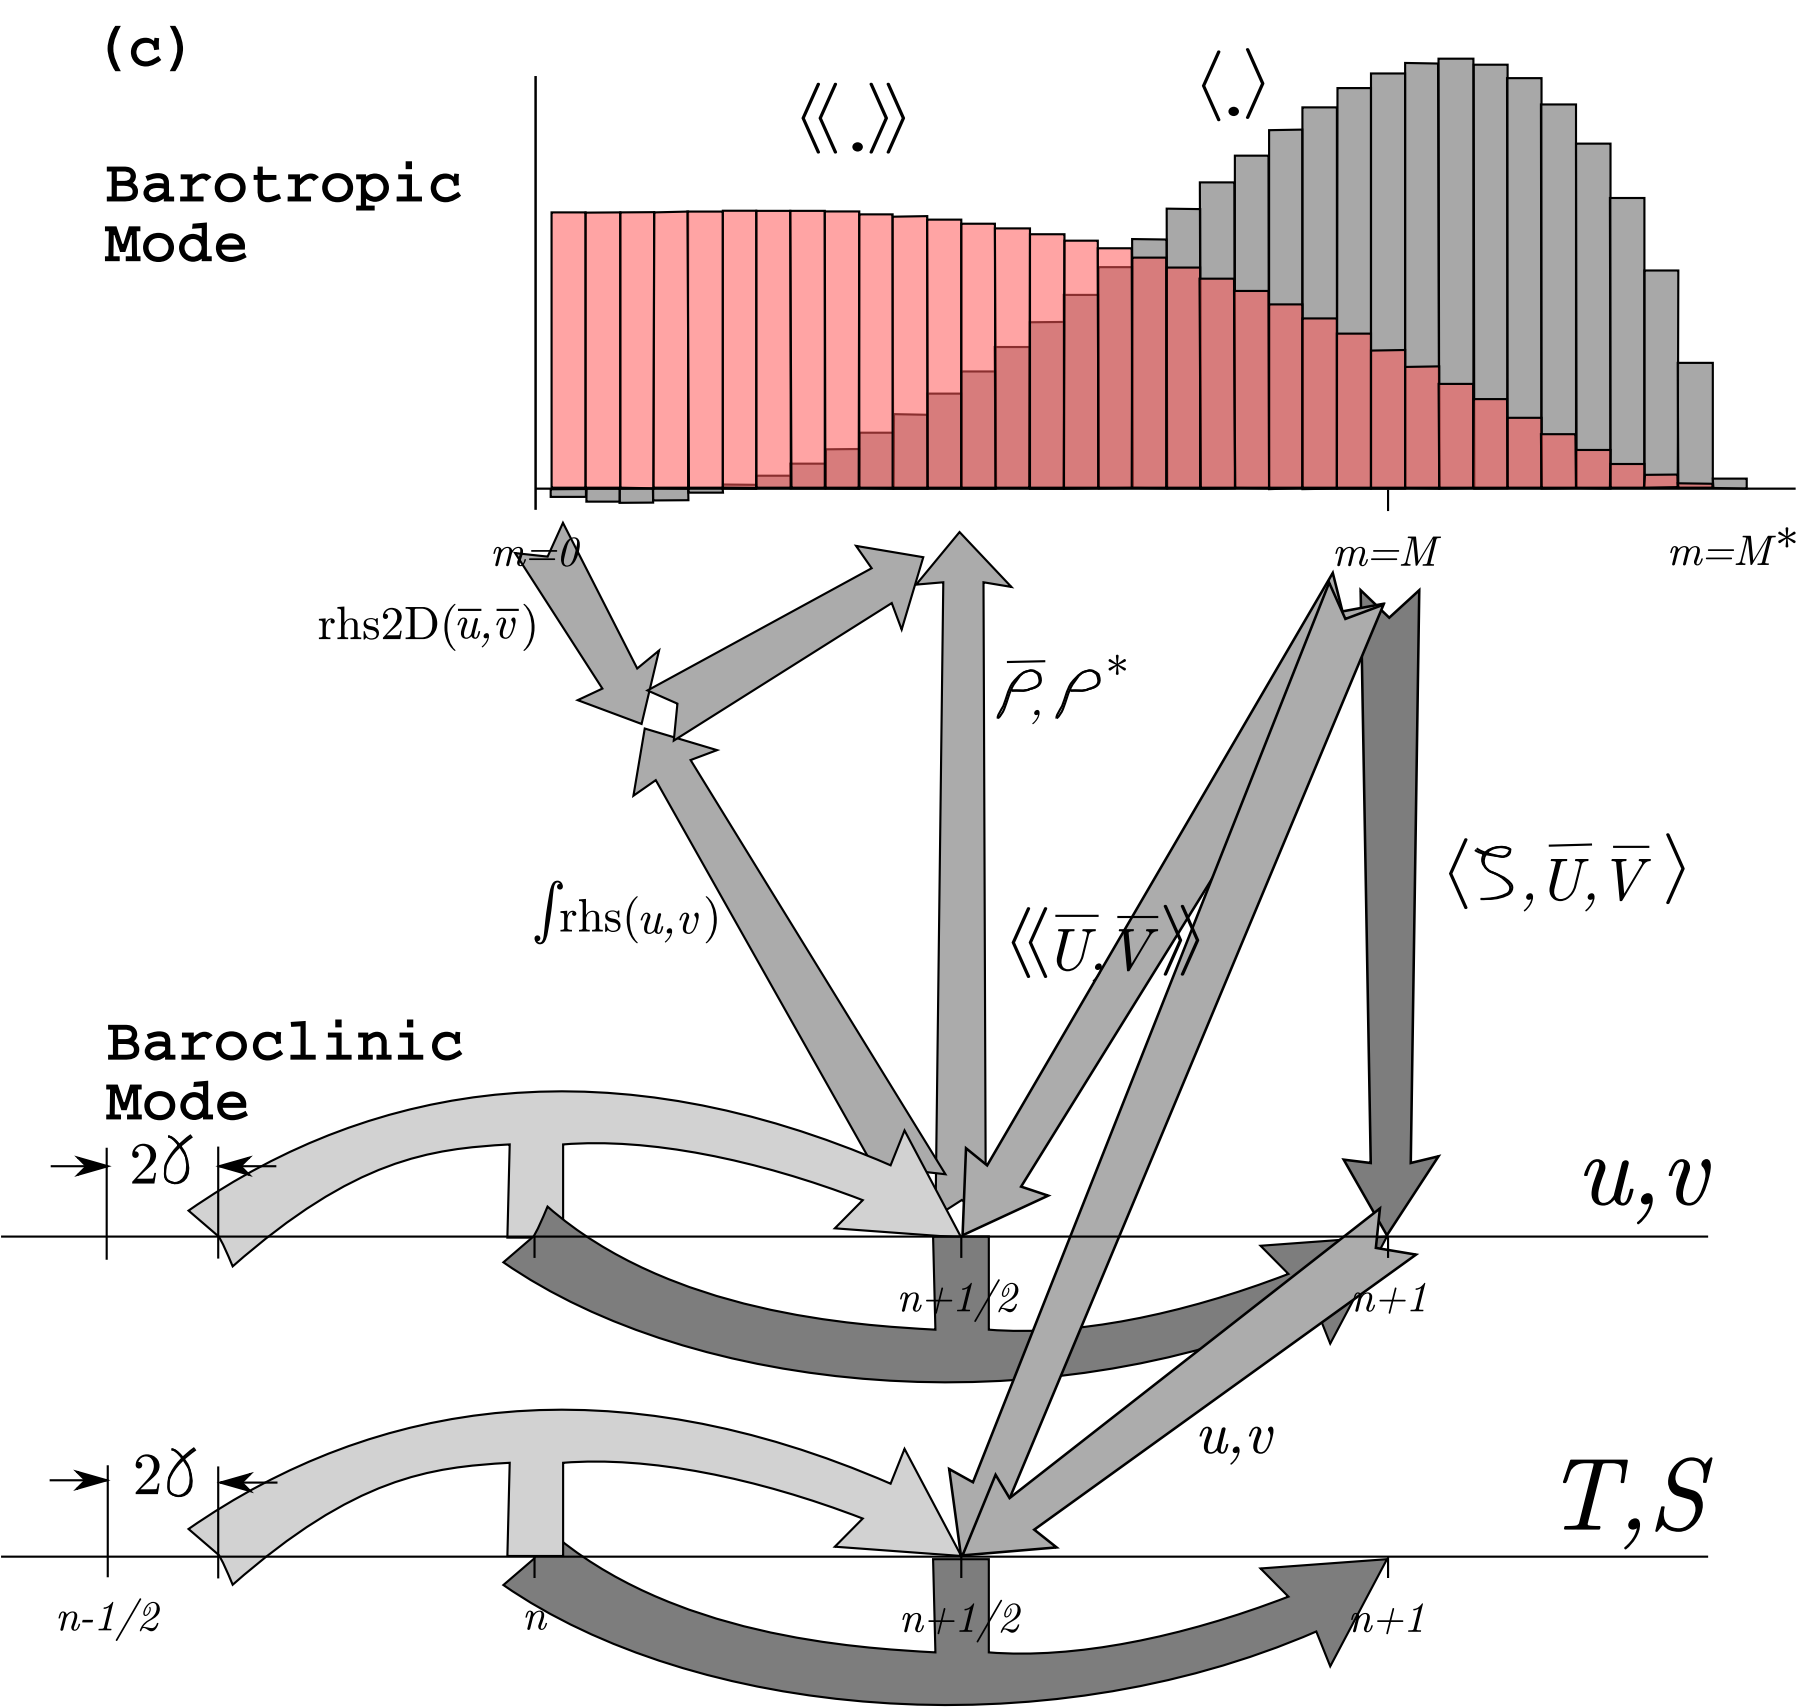 (c)
⟨⟨.⟩⟩
⟨.⟩
Barotropic
Mode
m=0
m=M
m=M*
rhs2D(u̅,v̅)
ρ̅,ρ*
⟨ζ,U̅,V̅⟩
∫rhs(u,v)
⟨⟨U̅,V̅⟩⟩
Baroclinic
Mode
2γ
u,v
n+1/2
n+1
u,v
2γ
T,S
n-1/2
n
n+1/2
n+1